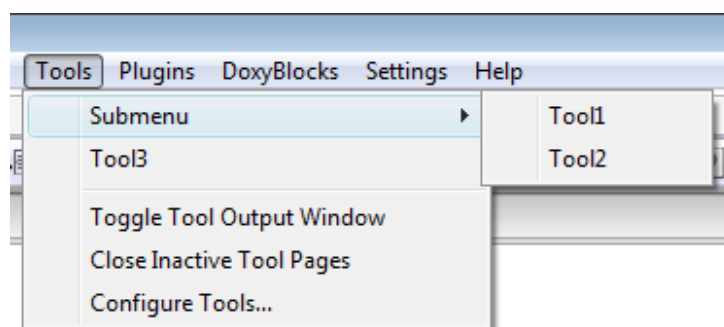 Tools Plugins DoxyBlocks Settings Help
Submenu Tool1
Tool3 Tool2
Toggle Tool Output Window
Close Inactive Tool Pages
Configure Tools...